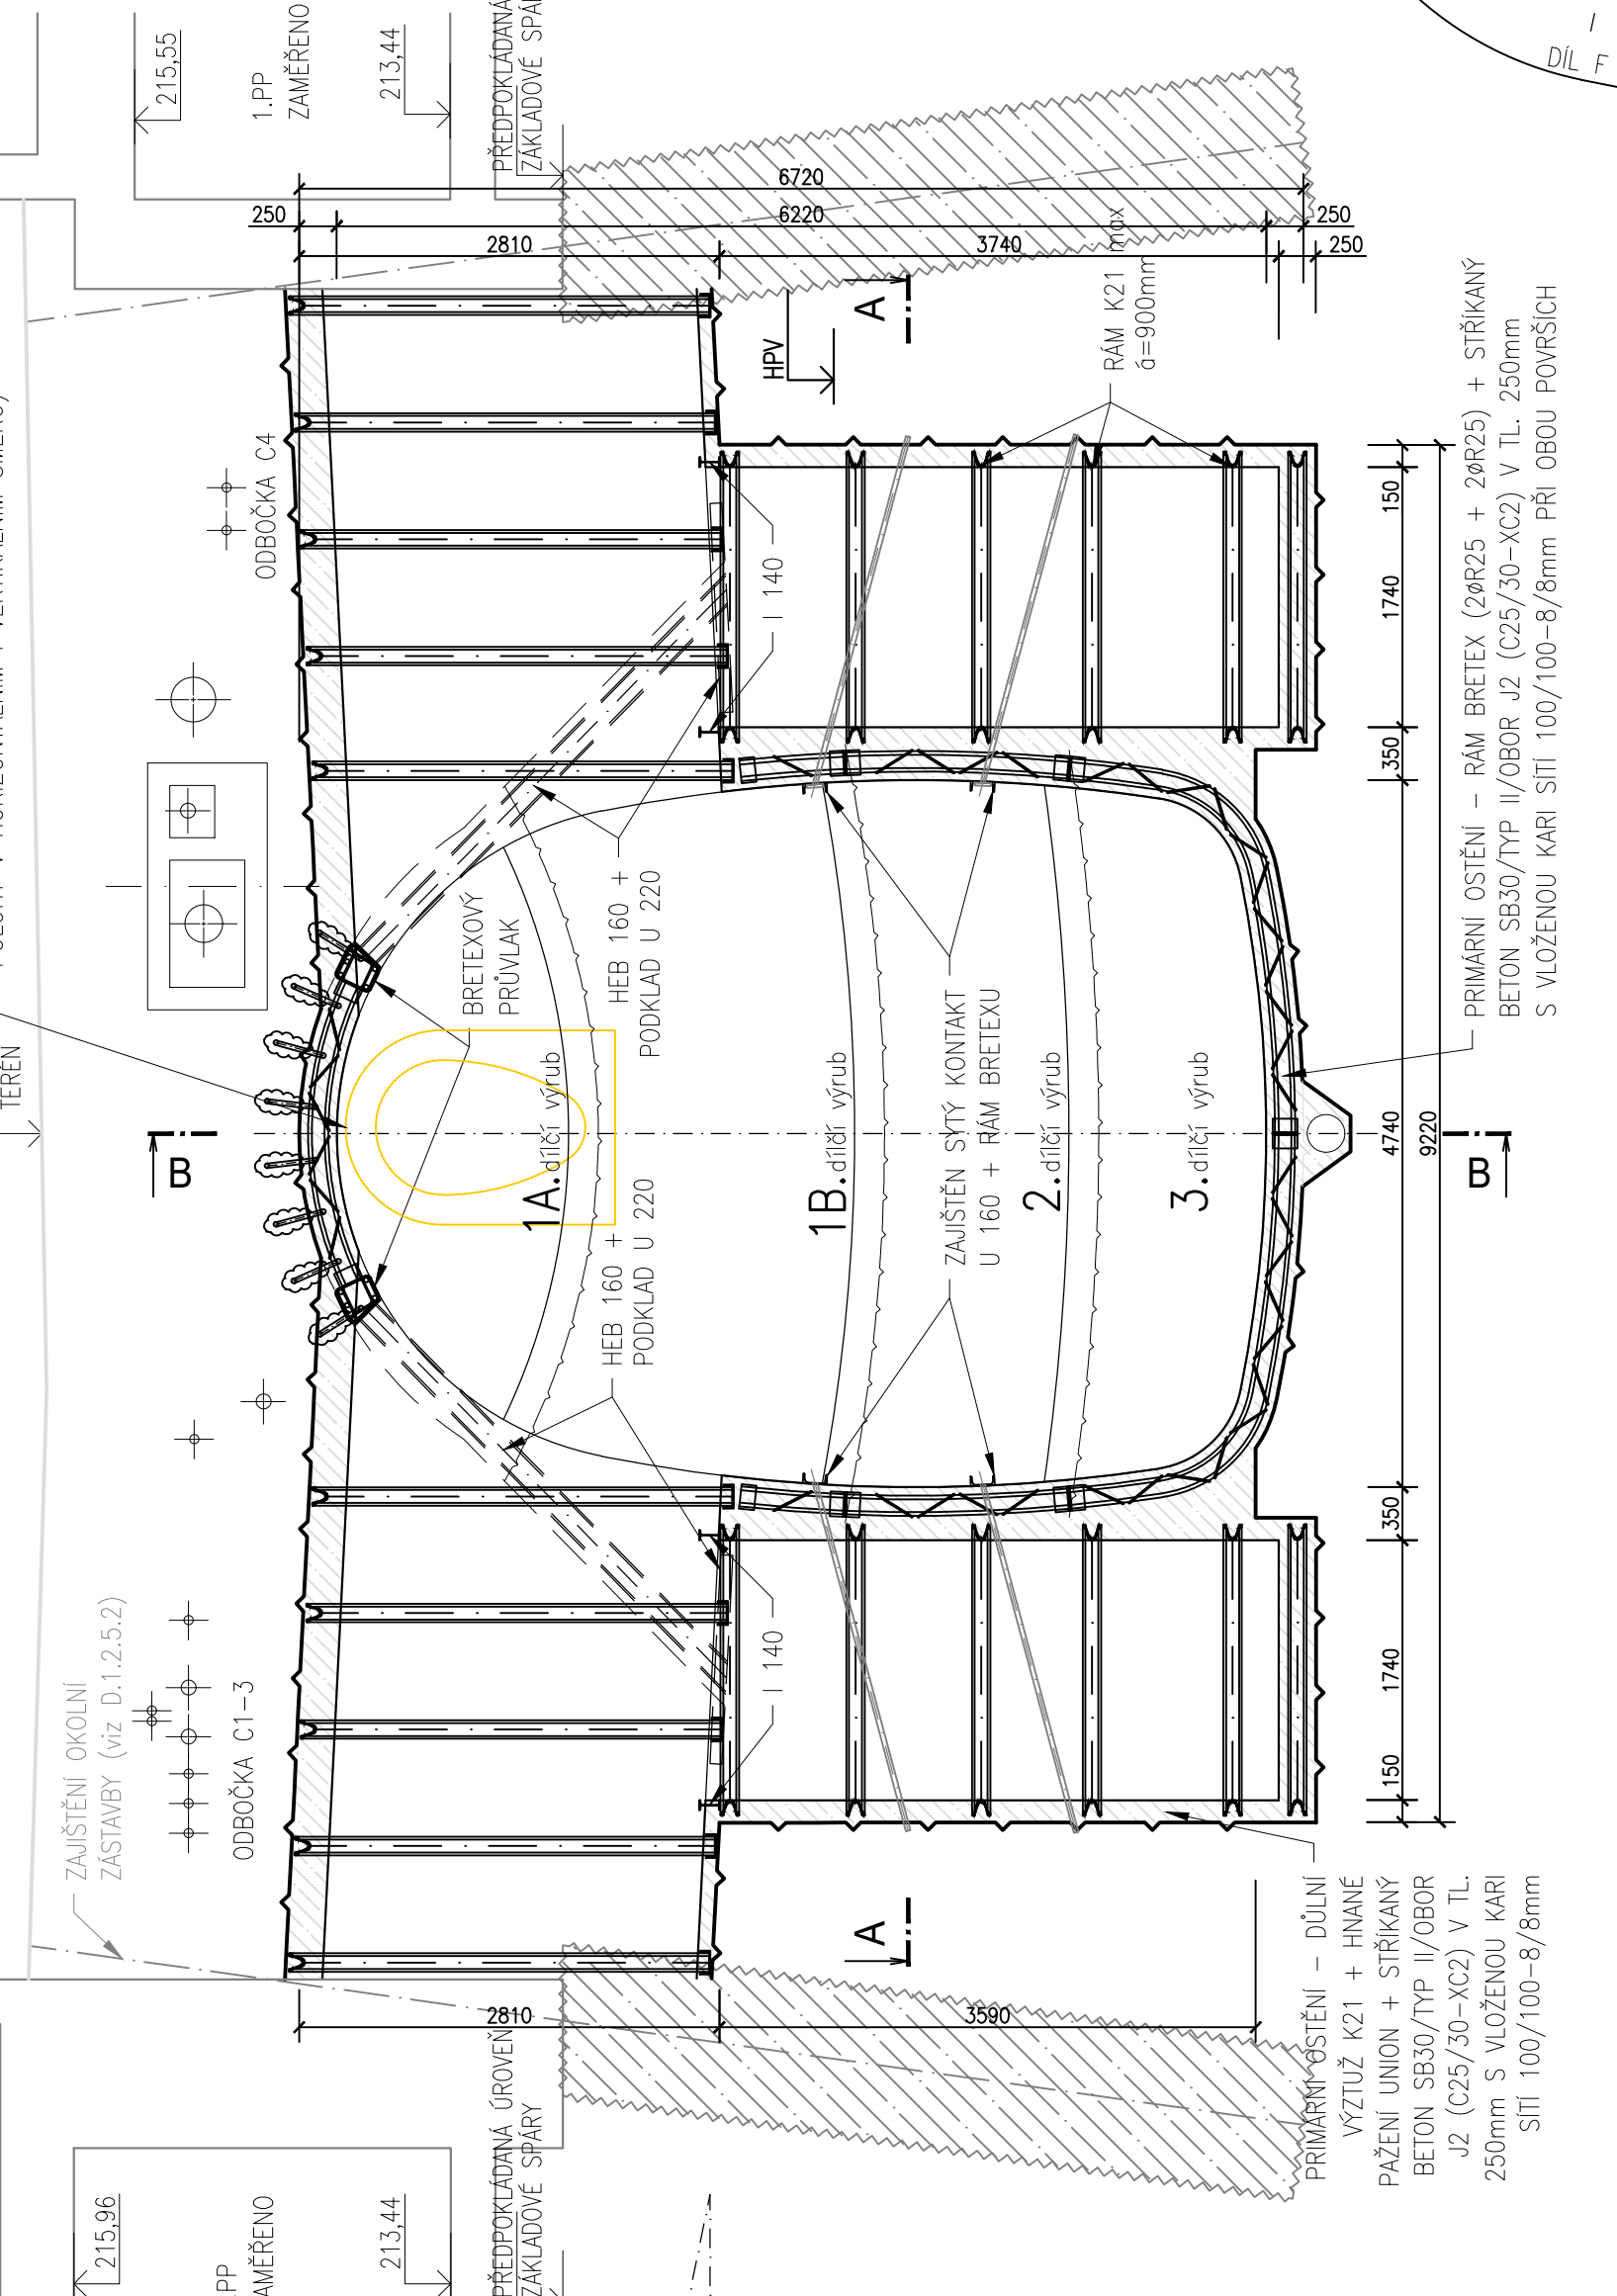 TERÉN
ZAJIŠTĚNÍ OKOLNÍ
ZÁSTAVBY (viz D.1.2.5.2)
ODBOČKA C1-3
ODBOČKA C4
215,96
ZAMĚŘENO
213,44
PŘEDPOKLÁDANÁ ÚROVEŇ
ZÁKLADOVÉ SPÁRY
215,55
1.PP
ZAMĚŘENO
213,44
PŘEDPOKLÁDANÁ
ZÁKLADOVÉ
B
B
A
A
HPV
BRETEXOVÝ
PRŮVLAK
HEB 160 +
PODKLAD U 220
HEB 160 +
PODKLAD U 220
I 140
I 140
1A.dílčí výrub
1B.dílčí výrub
2.dílčí výrub
3.dílčí výrub
ZAJIŠTĚN SYTÝ KONTAKT
U 160 + RÁM BRETEXU
RÁM K21 max
á=900mm
2810
3590
6720
250
6220
250
2810
3740
250
150
1740
350
4740
350
1740
150
9220
PRIMÁRNÍ OSTĚNÍ - DŮLNÍ
VÝZTUŽ K21 + HNANÉ
PAŽENÍ UNION + STŘÍKANÝ
BETON SB30/TYP II/OBOR
J2 (C25/30-XC2) V TL.
250mm S VLOŽENOU KARI
SÍTÍ 100/100-8/8mm
PRIMÁRNÍ OSTĚNÍ - RÁM BRETEX (2øR25 + 2øR25) + STŘÍKANÝ
BETON SB30/TYP II/OBOR J2 (C25/30-XC2) V TL. 250mm
S VLOŽENOU KARI SÍTÍ 100/100-8/8mm PŘI OBOU POVRŠÍCH
DÍL F